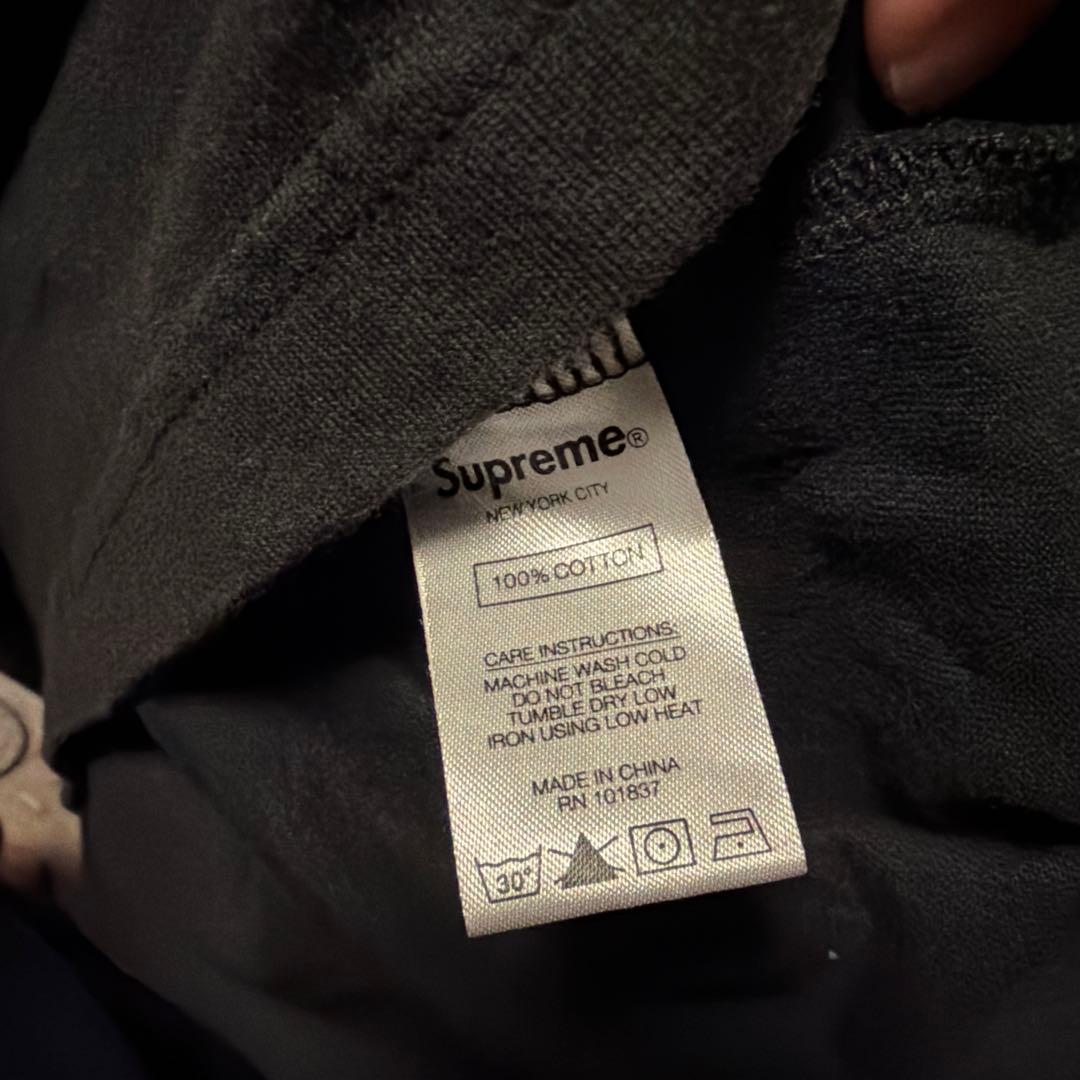 Supreme®
NEW YORK CITY
100% COTTON
CARE INSTRUCTIONS:
MACHINE WASH COLD
DO NOT BLEACH
TUMBLE DRY LOW
IRON USING LOW HEAT
MADE IN CHINA
RN 101837
30°